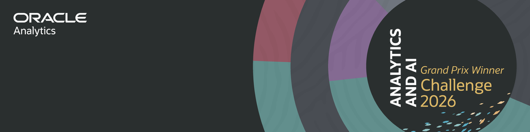 ORACLE
Analytics
ANALYTICS
AND AI
Grand Prix Winner
Challenge
2026